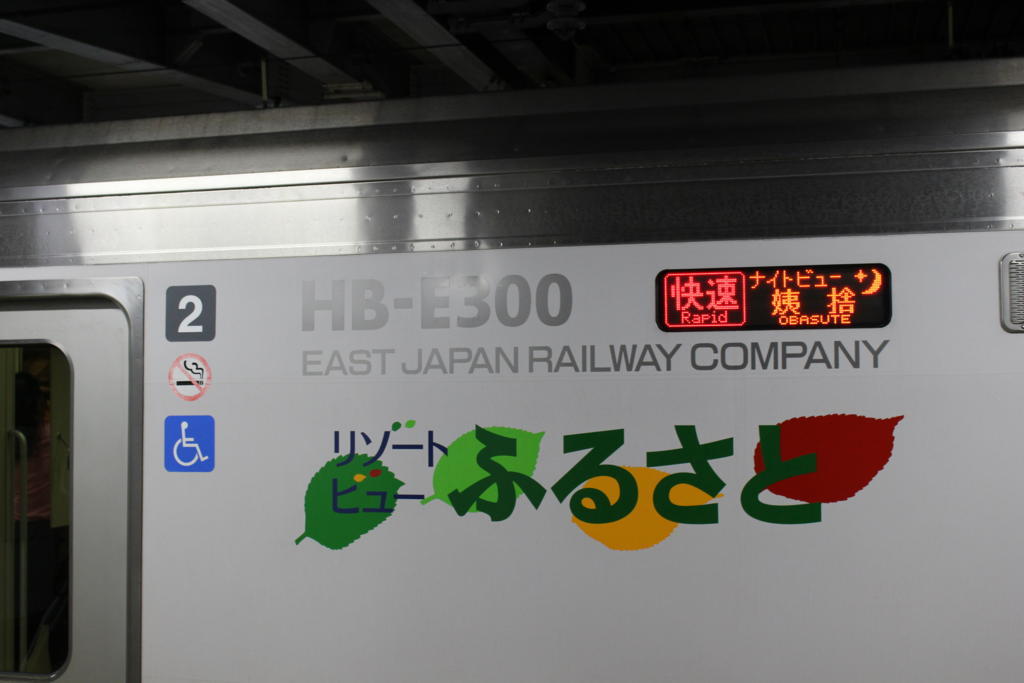 2
HB-E300
快速
Rapid
ナイトビュー
姨捨
OBASUTE
EAST JAPAN RAILWAY COMPANY
リゾート
ビュー
ふるさと